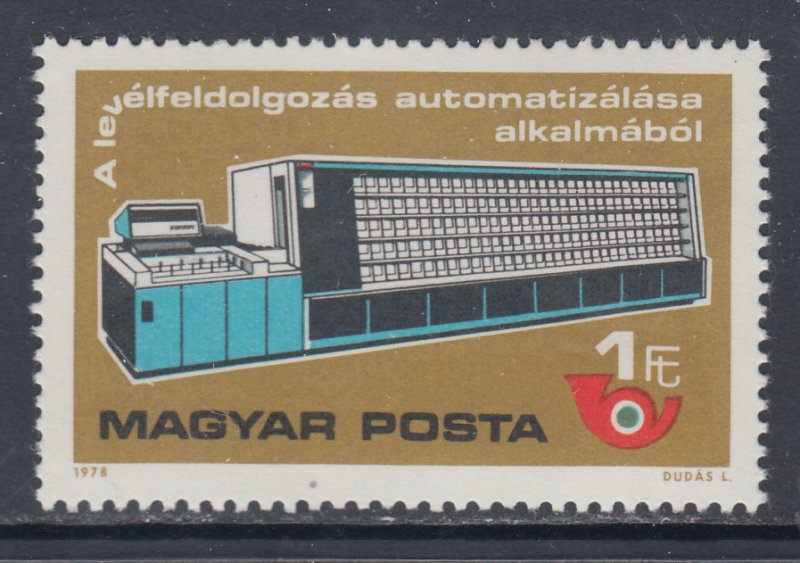 A levélfeldolgozás automatizálása
alkalmából
1 Ft
MAGYAR POSTA
1978
DUDÁS L.